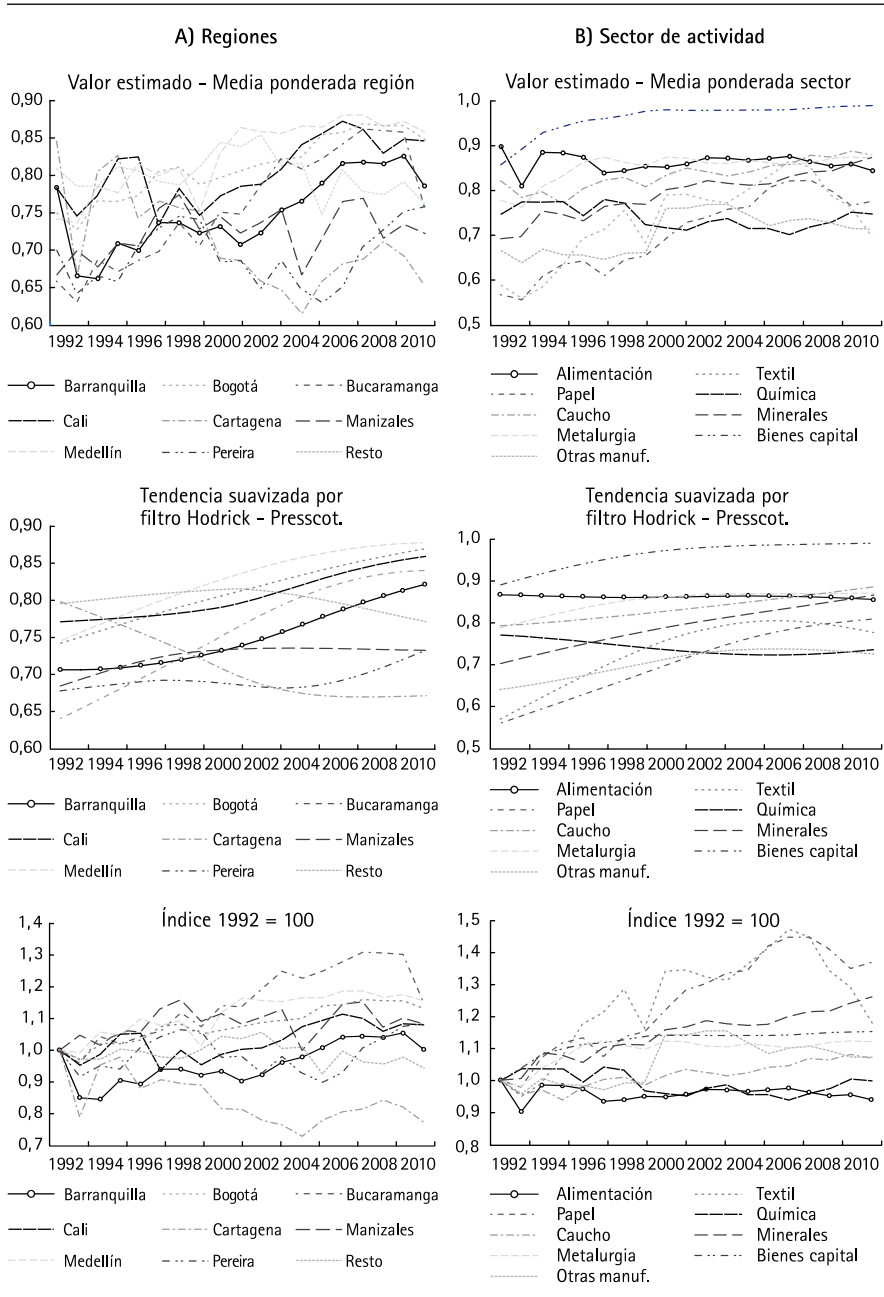 A) Regiones
Valor estimado - Media ponderada región
0,90
0,85
0,80
0,75
0,70
0,65
0,60
1992 1994 1996 1998 2000 2002 2004 2006 2008 2010
Barranquilla Bogotá Bucaramanga
Cali Cartagena Manizales
Medellín Pereira Resto
Tendencia suavizada por
filtro Hodrick - Presscot.
0,90
0,85
0,80
0,75
0,70
0,65
0,60
1992 1994 1996 1998 2000 2002 2004 2006 2008 2010
Barranquilla Bogotá Bucaramanga
Cali Cartagena Manizales
Medellín Pereira Resto
Índice 1992 = 100
1,4
1,3
1,2
1,1
1,0
0,9
0,8
0,7
1992 1994 1996 1998 2000 2002 2004 2006 2008 2010
Barranquilla Bogotá Bucaramanga
Cali Cartagena Manizales
Medellín Pereira Resto
B) Sector de actividad
Valor estimado - Media ponderada sector
1,0
0,9
0,8
0,7
0,6
0,5
1992 1994 1996 1998 2000 2002 2004 2006 2008 2010
Alimentación Textil
Papel Química
Caucho Minerales
Metalurgia Bienes capital
Otras manuf.
Tendencia suavizada por
filtro Hodrick - Presscot.
1,0
0,9
0,8
0,7
0,6
0,5
1992 1994 1996 1998 2000 2002 2004 2006 2008 2010
Alimentación Textil
Papel Química
Caucho Minerales
Metalurgia Bienes capital
Otras manuf.
Índice 1992 = 100
1,5
1,4
1,3
1,2
1,1
1,0
0,9
0,8
1992 1994 1996 1998 2000 2002 2004 2006 2008 2010
Alimentación Textil
Papel Química
Caucho Minerales
Metalurgia Bienes capital
Otras manuf.